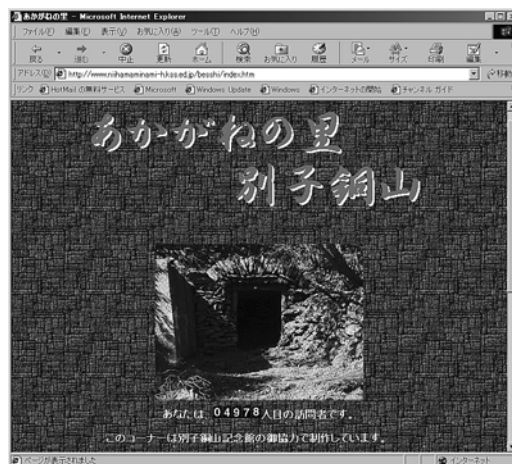 あかがねの里 - Microsoft Internet Explorer
ファイル(F) 編集(E) 表示(V) お気に入り(A) ツール(T) ヘルプ(H)
戻る 進む 中止 更新 ホーム 検索 お気に入り 履歴 メール サイズ 印刷 編集
アドレス(D) http://www.niihamaminami-h.kss.ed.jp/besshi/index.htm 移動
リンク HotMail の無料サービス Microsoft Windows Update Windows インターネットの開始 チャンネル ガイド
あかがねの里
別子銅山
あなたは、04978人目の訪問者です。
このコーナーは別子銅山記念館の御協力で制作しています。
ページが表示されました インターネット